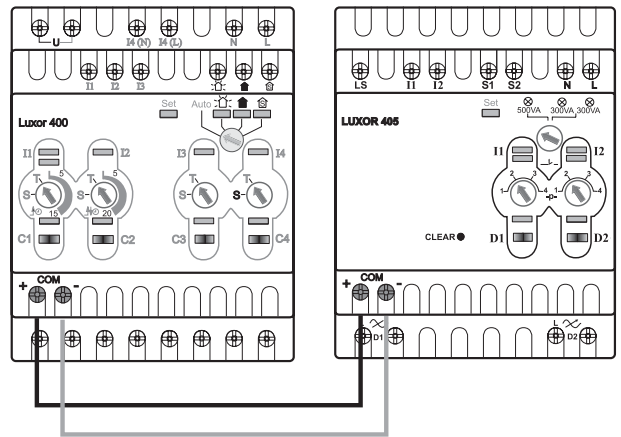 U I4 (N) I4 (L) N L
I1 I2 I3
Set Auto
Luxor 400
I1 I2 I3 I4
T 5 T 5 T T
S S S S
15 20
C1 C2 C3 C4
COM
+ -
LS I1 I2 S1 S2 N L
Set 500VA 300VA 300VA
LUXOR 405
I1 I2
2 3 2 3
1 4 1 4
CLEAR D1 D2
COM
+ -
L D1 L D2